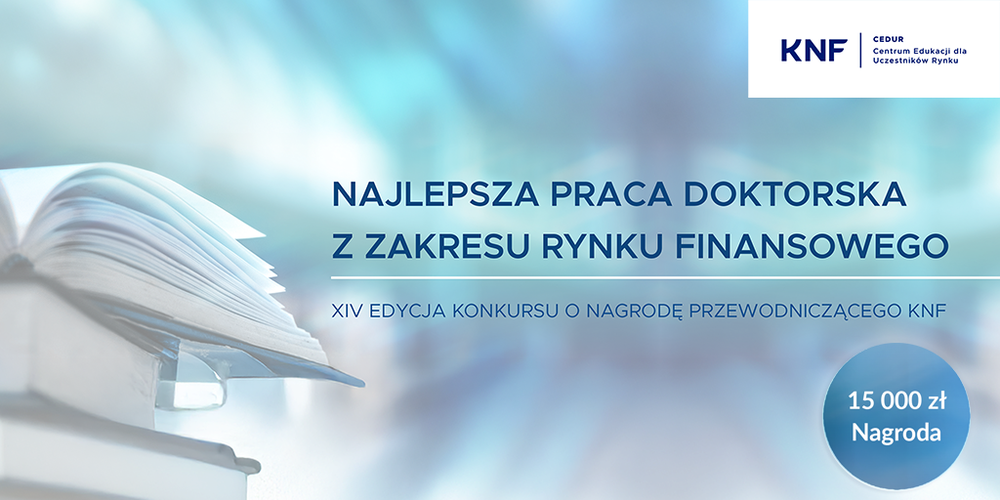 KNF
CEDUR
Centrum Edukacji dla
Uczestników Rynku
NAJLEPSZA PRACA DOKTORSKA
Z ZAKRESU RYNKU FINANSOWEGO
XIV EDYCJA KONKURSU O NAGRODĘ PRZEWODNICZĄCEGO KNF
15 000 zł
Nagroda